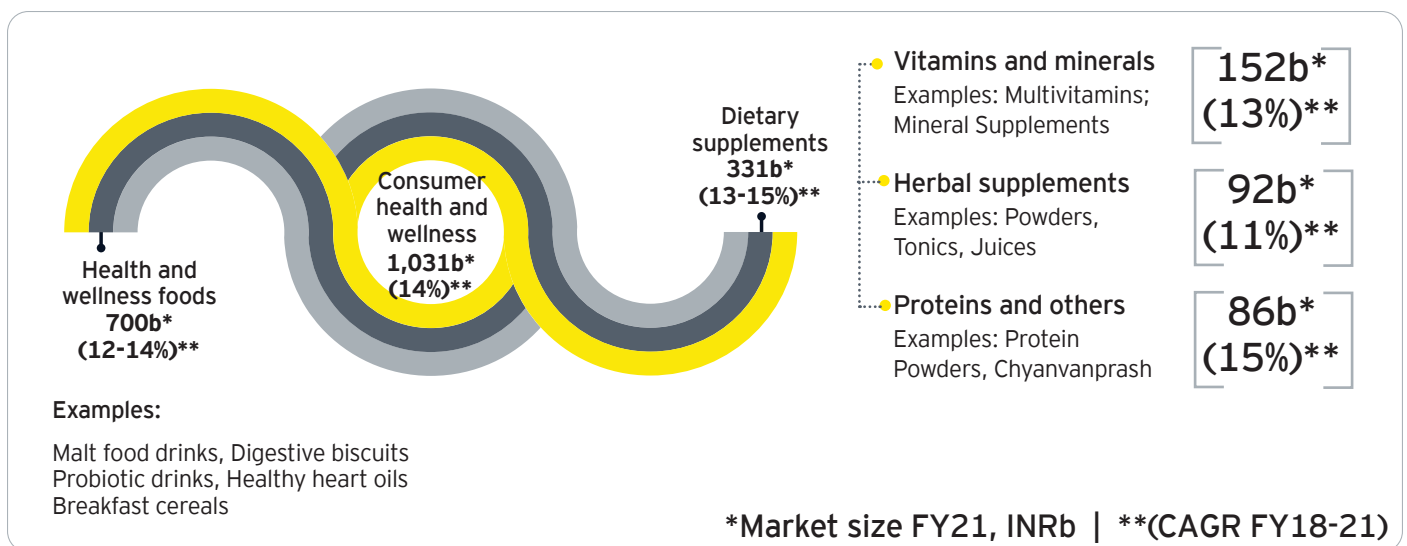 Health and
wellness foods
700b*
(12-14%)**
Examples:
Malt food drinks, Digestive biscuits
Probiotic drinks, Healthy heart oils
Breakfast cereals
Consumer
health and
wellness
1,031b*
(14%)**
Dietary
supplements
331b*
(13-15%)**
Vitamins and minerals
Examples: Multivitamins;
Mineral Supplements
152b*
(13%)**
Herbal supplements
Examples: Powders,
Tonics, Juices
92b*
(11%)**
Proteins and others
Examples: Protein
Powders, Chyanvanprash
86b*
(15%)**
*Market size FY21, INRb | **(CAGR FY18-21)